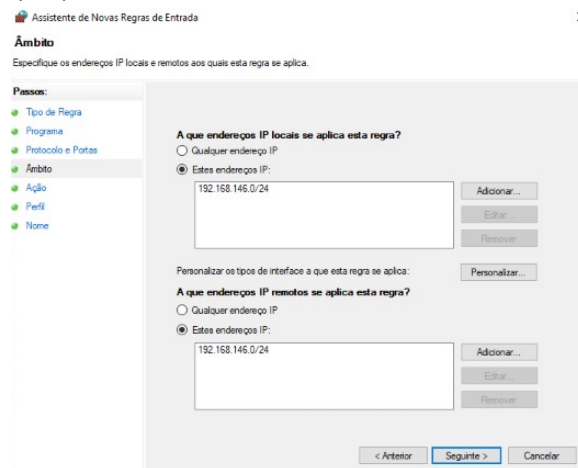 Assistente de Novas Regras de Entrada
Âmbito
Especifique os endereços IP locais e remotos aos quais esta regra se aplica.
Passos:
Tipo de Regra
Programa
Protocolo e Portas
Âmbito
Ação
Perfil
Nome
A que endereços IP locais se aplica esta regra?
Qualquer endereço IP
Estes endereços IP:
192.168.146.0/24
Adicionar...
Editar...
Remover
Personalizar os tipos de interface a que esta regra se aplica:
Personalizar...
A que endereços IP remotos se aplica esta regra?
Qualquer endereço IP
Estes endereços IP:
192.168.146.0/24
Adicionar...
Editar...
Remover
< Anterior
Seguinte >
Cancelar